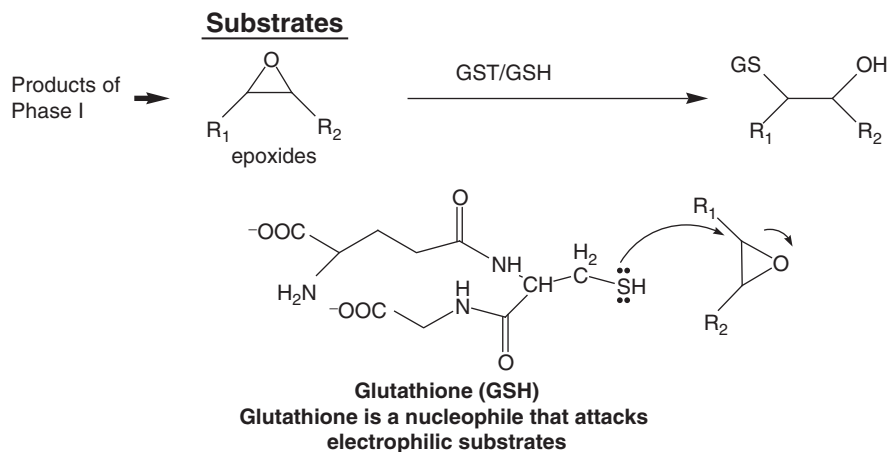 Substrates
Products of
Phase I
O
R1
R2
epoxides
GST/GSH
GS
OH
R1
R2
⁻OOC
O
H2N
NH
CH
H2
C
SH
⁻OOC
H
N
O
R1
O
R2
Glutathione (GSH)
Glutathione is a nucleophile that attacks
electrophilic substrates